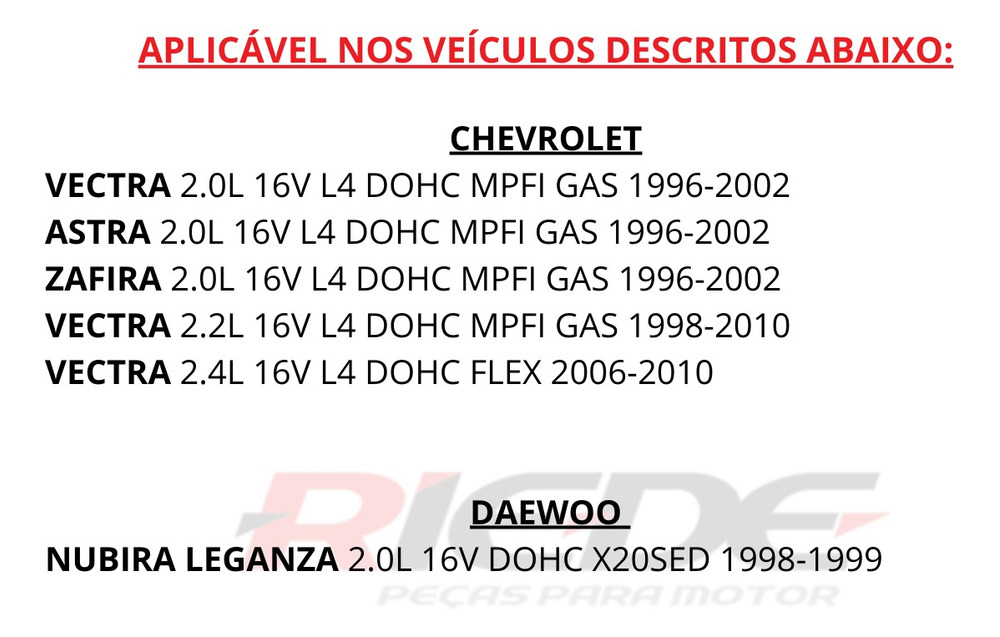 APLICÁVEL NOS VEÍCULOS DESCRITOS ABAIXO:
CHEVROLET
VECTRA 2.0L 16V L4 DOHC MPFI GAS 1996-2002
ASTRA 2.0L 16V L4 DOHC MPFI GAS 1996-2002
ZAFIRA 2.0L 16V L4 DOHC MPFI GAS 1996-2002
VECTRA 2.2L 16V L4 DOHC MPFI GAS 1998-2010
VECTRA 2.4L 16V L4 DOHC FLEX 2006-2010
RIEDE
DAEWOO
NUBIRA LEGANZA 2.0L 16V DOHC X20SED 1998-1999
PEÇAS PARA MOTOR